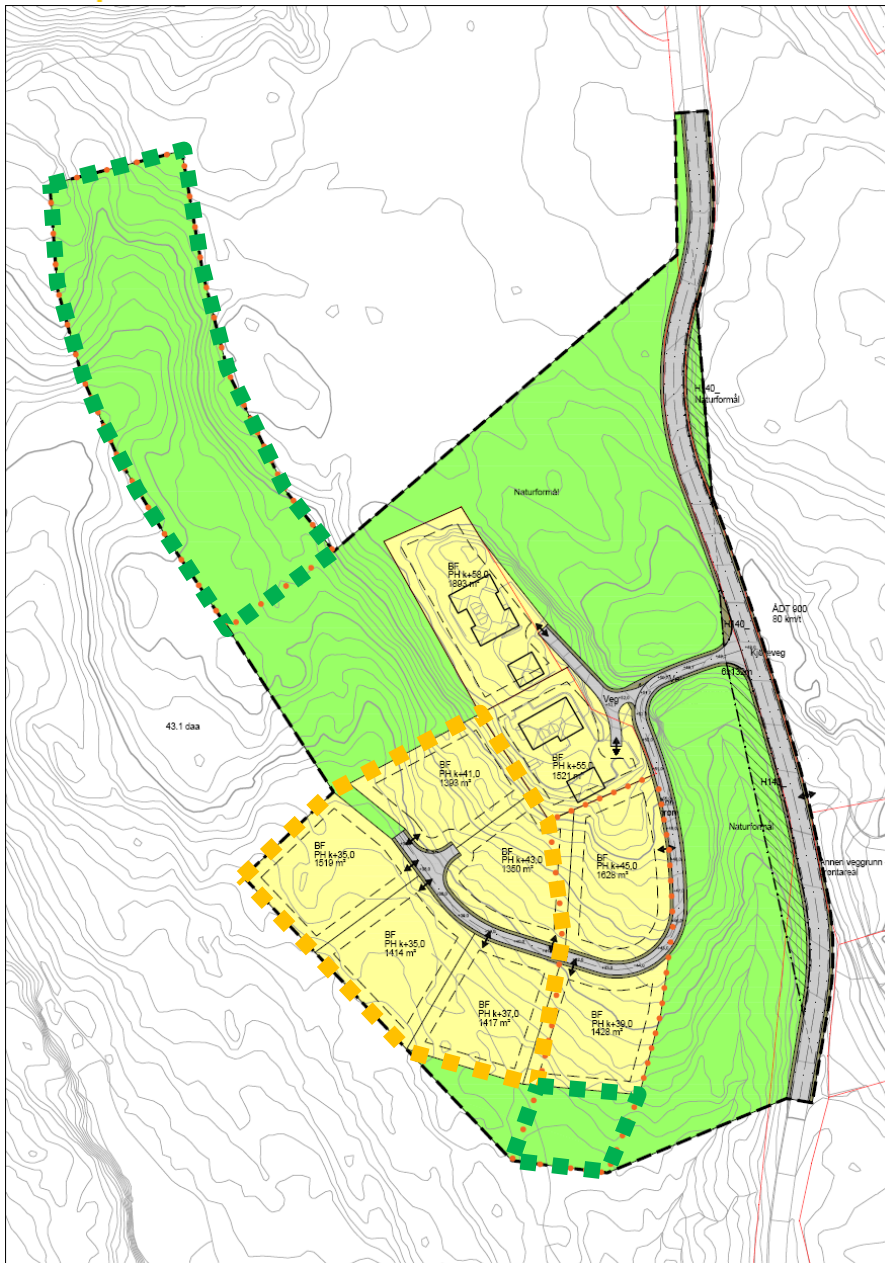 H140_
Naturformål
Naturformål
BF
PH k+58,0
1893 m²
ÅDT 900
80 km/t
H140_
Veg
43.1 daa
BF
PH k+41,0
1393 m²
BF
PH k+55,0
1521 m²
H140_
Naturformål
BF
PH k+35,0
1519 m²
BF
PH k+43,0
1350 m²
BF
PH k+45,0
1628 m²
BF
PH k+35,0
1414 m²
BF
PH k+37,0
1417 m²
BF
PH k+39,0
1428 m²